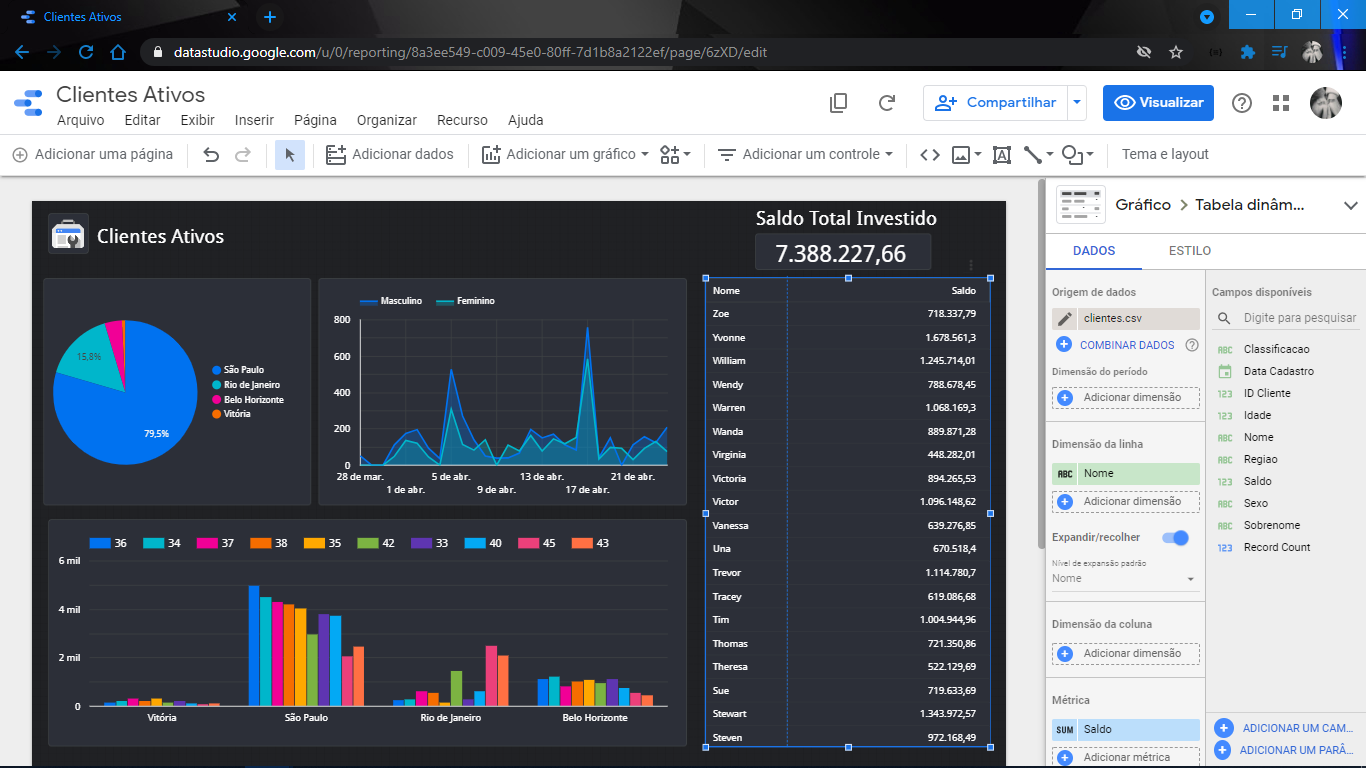 Clientes Ativos
datastudio.google.com/u/0/reporting/8a3ee549-c009-45e0-80ff-7d1b8a2122ef/page/6zXD/edit
Clientes Ativos
Arquivo Editar Exibir Inserir Página Organizar Recurso Ajuda
Compartilhar
Visualizar
Adicionar uma página
Adicionar dados
Adicionar um gráfico
Adicionar um controle
Tema e layout
Clientes Ativos
Saldo Total Investido
7.388.227,66
15,8%
79,5%
São Paulo
Rio de Janeiro
Belo Horizonte
Vitória
Masculino Feminino
800
600
400
200
0
28 de mar. 5 de abr. 13 de abr. 21 de abr.
1 de abr. 9 de abr. 17 de abr.
36 34 37 38 35 42 33 40 45 43
6 mil
4 mil
2 mil
0
Vitória São Paulo Rio de Janeiro Belo Horizonte
Nome Saldo
Zoe 718.337,79
Yvonne 1.678.561,3
William 1.245.714,01
Wendy 788.678,45
Warren 1.068.169,3
Wanda 889.871,28
Virginia 448.282,01
Victoria 894.265,53
Victor 1.096.148,62
Vanessa 639.276,85
Una 670.518,4
Trevor 1.114.780,7
Tracey 619.086,68
Tim 1.004.944,96
Thomas 721.350,86
Theresa 522.129,69
Sue 719.633,69
Stewart 1.343.972,57
Steven 972.168,49
Gráfico Tabela dinâm...
DADOS ESTILO
Origem de dados
clientes.csv
COMBINAR DADOS
Dimensão do período
Adicionar dimensão
Dimensão da linha
ABC Nome
Adicionar dimensão
Expandir/recolher
Nível de expansão padrão
Nome
Dimensão da coluna
Adicionar dimensão
Métrica
SUM Saldo
Adicionar métrica
Campos disponíveis
Digite para pesquisar
ABC Classificacao
Data Cadastro
123 ID Cliente
123 Idade
ABC Nome
ABC Regiao
123 Saldo
ABC Sexo
ABC Sobrenome
123 Record Count
ADICIONAR UM CAM...
ADICIONAR UM PARÂ...